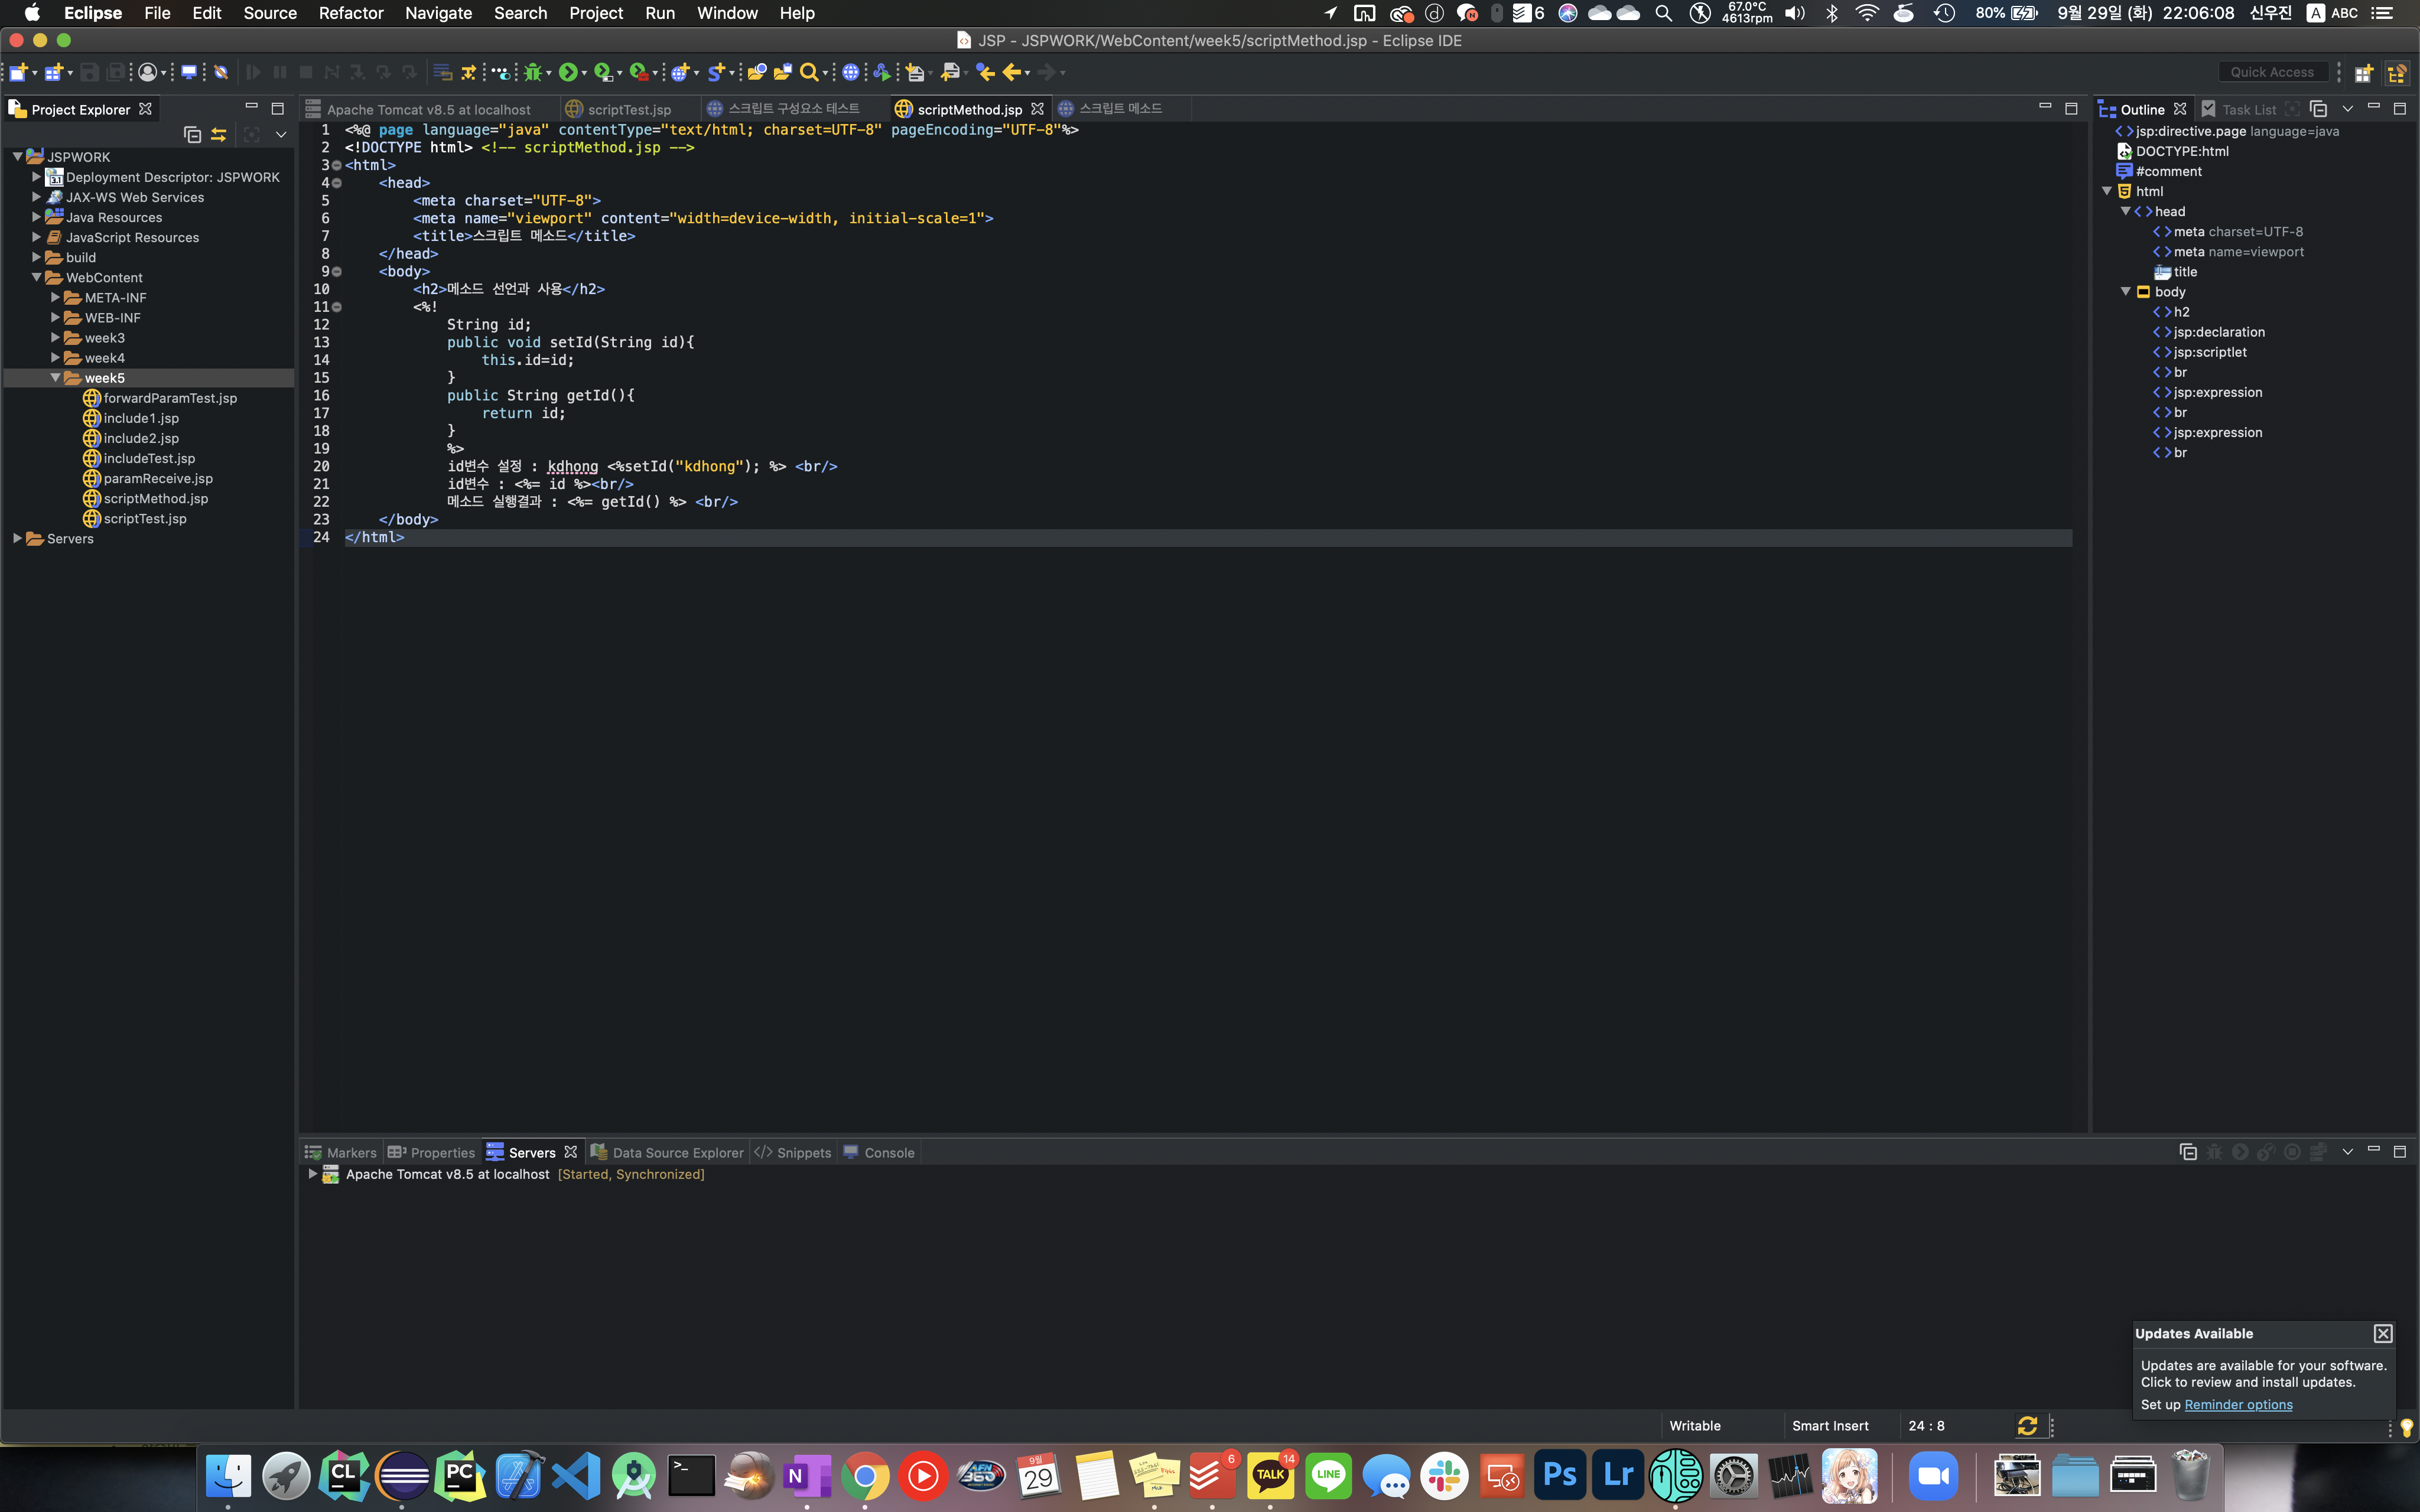 Eclipse File Edit Source Refactor Navigate Search Project Run Window Help 6 67.0°C 4613rpm 80% 9월 29일 (화) 22:06:08 신우진 A ABC
JSP - JSPWORK/WebContent/week5/scriptMethod.jsp - Eclipse IDE
Quick Access
Project Explorer
JSPWORK
Deployment Descriptor: JSPWORK
JAX-WS Web Services
Java Resources
JavaScript Resources
build
WebContent
META-INF
WEB-INF
week3
week4
week5
forwardParamTest.jsp
include1.jsp
include2.jsp
includeTest.jsp
paramReceive.jsp
scriptMethod.jsp
scriptTest.jsp
Servers
Apache Tomcat v8.5 at localhost scriptTest.jsp 스크립트 구성요소 테스트 scriptMethod.jsp 스크립트 메소드
1 <%@ page language="java" contentType="text/html; charset=UTF-8" pageEncoding="UTF-8"%>
2 <!DOCTYPE html> <!-- scriptMethod.jsp -->
3 <html>
4 <head>
5 <meta charset="UTF-8">
6 <meta name="viewport" content="width=device-width, initial-scale=1">
7 <title>스크립트 메소드</title>
8 </head>
9 <body>
10 <h2>메소드 선언과 사용</h2>
11 <%!
12 String id;
13 public void setId(String id){
14 this.id=id;
15 }
16 public String getId(){
17 return id;
18 }
19 %>
20 id변수 설정 : kdhong <%setId("kdhong"); %> <br/>
21 id변수 : <%= id %><br/>
22 메소드 실행결과 : <%= getId() %> <br/>
23 </body>
24 </html>
Outline Task List
jsp:directive.page language=java
DOCTYPE:html
#comment
html
head
meta charset=UTF-8
meta name=viewport
title
body
h2
jsp:declaration
jsp:scriptlet
br
jsp:expression
br
jsp:expression
br
Markers Properties Servers Data Source Explorer Snippets Console
Apache Tomcat v8.5 at localhost [Started, Synchronized]
Updates Available
Updates are available for your software.
Click to review and install updates.
Set up Reminder options
Writable Smart Insert 24 : 8
CL PC N 9월 29 6 TALK 14 LINE Ps Lr